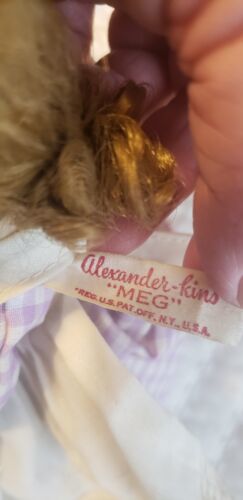 Alexander-kins
"MEG"
*REG. U.S. PAT. OFF. N.Y., U.S.A.